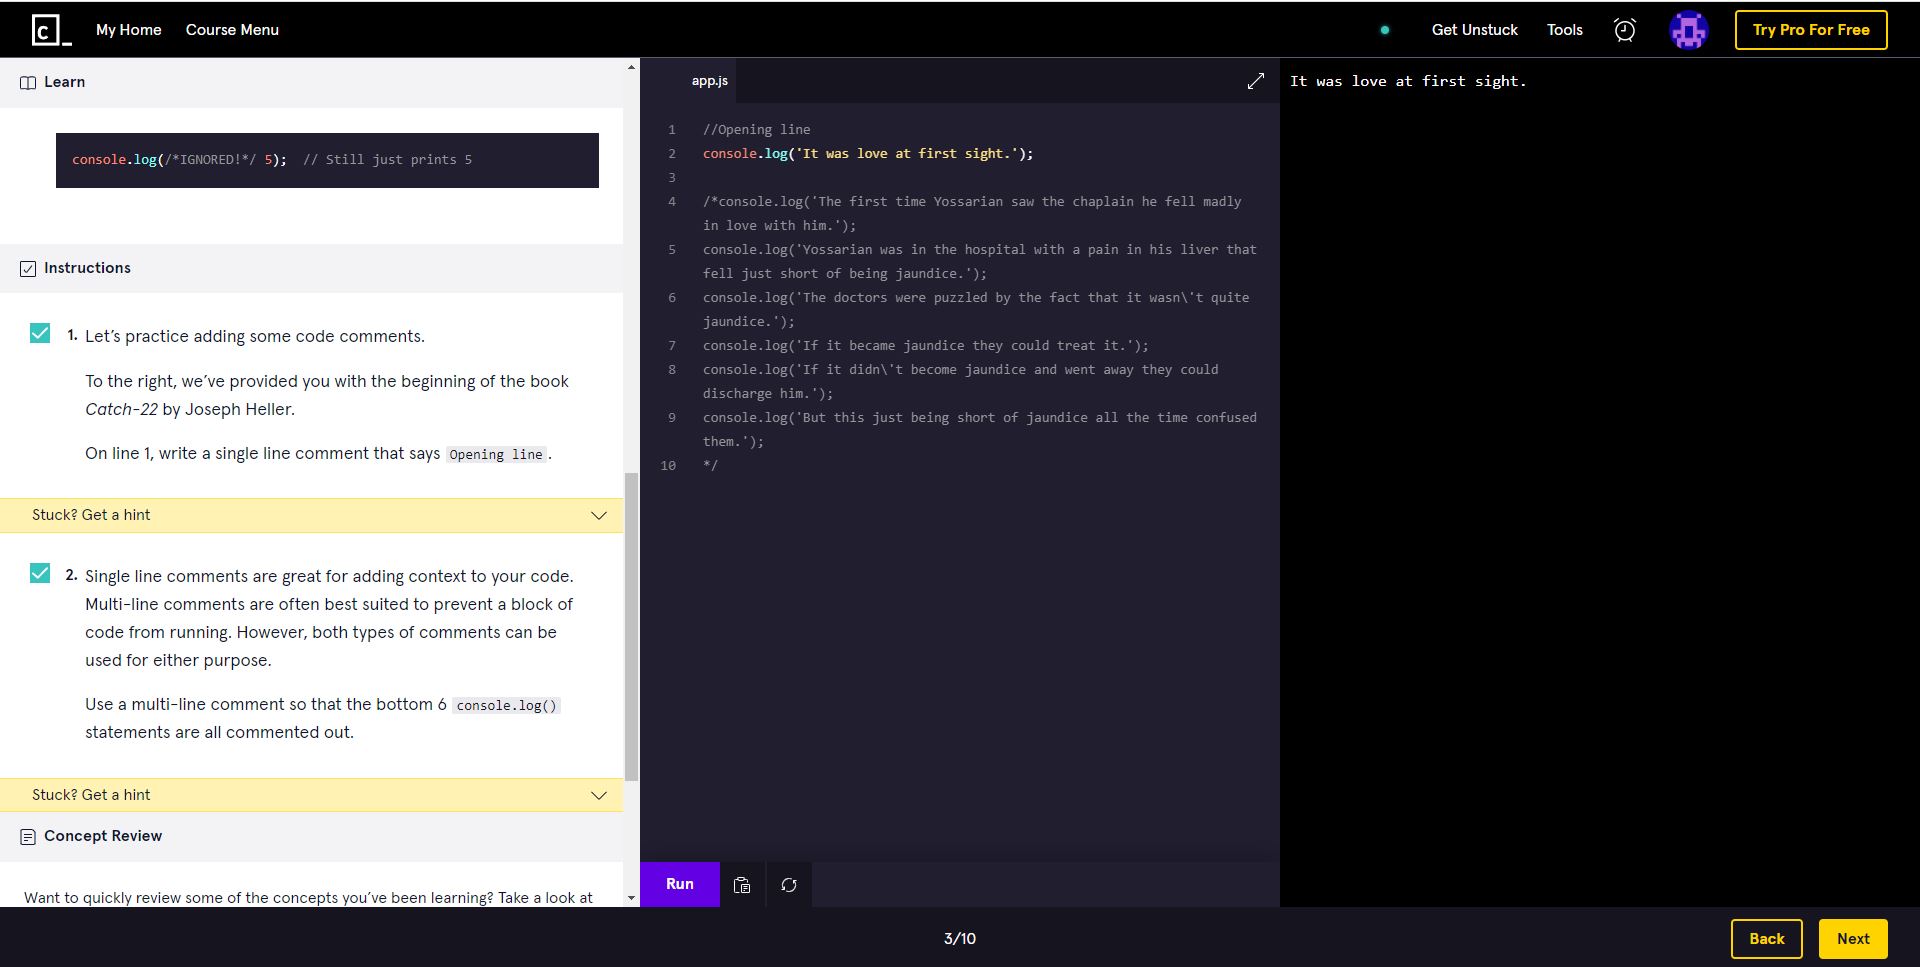 c_
My Home
Course Menu
Get Unstuck
Tools
Try Pro For Free
Learn
console.log(/*IGNORED!*/ 5);  // Still just prints 5
Instructions
1. Let’s practice adding some code comments.
To the right, we’ve provided you with the beginning of the book
Catch-22 by Joseph Heller.
On line 1, write a single line comment that says Opening line.
Stuck? Get a hint
2. Single line comments are great for adding context to your code.
Multi-line comments are often best suited to prevent a block of
code from running. However, both types of comments can be
used for either purpose.
Use a multi-line comment so that the bottom 6 console.log()
statements are all commented out.
Stuck? Get a hint
Concept Review
Want to quickly review some of the concepts you’ve been learning? Take a look at
app.js
1 //Opening line
2 console.log('It was love at first sight.');
3
4 /*console.log('The first time Yossarian saw the chaplain he fell madly
in love with him.');
5 console.log('Yossarian was in the hospital with a pain in his liver that
fell just short of being jaundice.');
6 console.log('The doctors were puzzled by the fact that it wasn\'t quite
jaundice.');
7 console.log('If it became jaundice they could treat it.');
8 console.log('If it didn\'t become jaundice and went away they could
discharge him.');
9 console.log('But this just being short of jaundice all the time confused
them.');
10 */
Run
It was love at first sight.
3/10
Back
Next